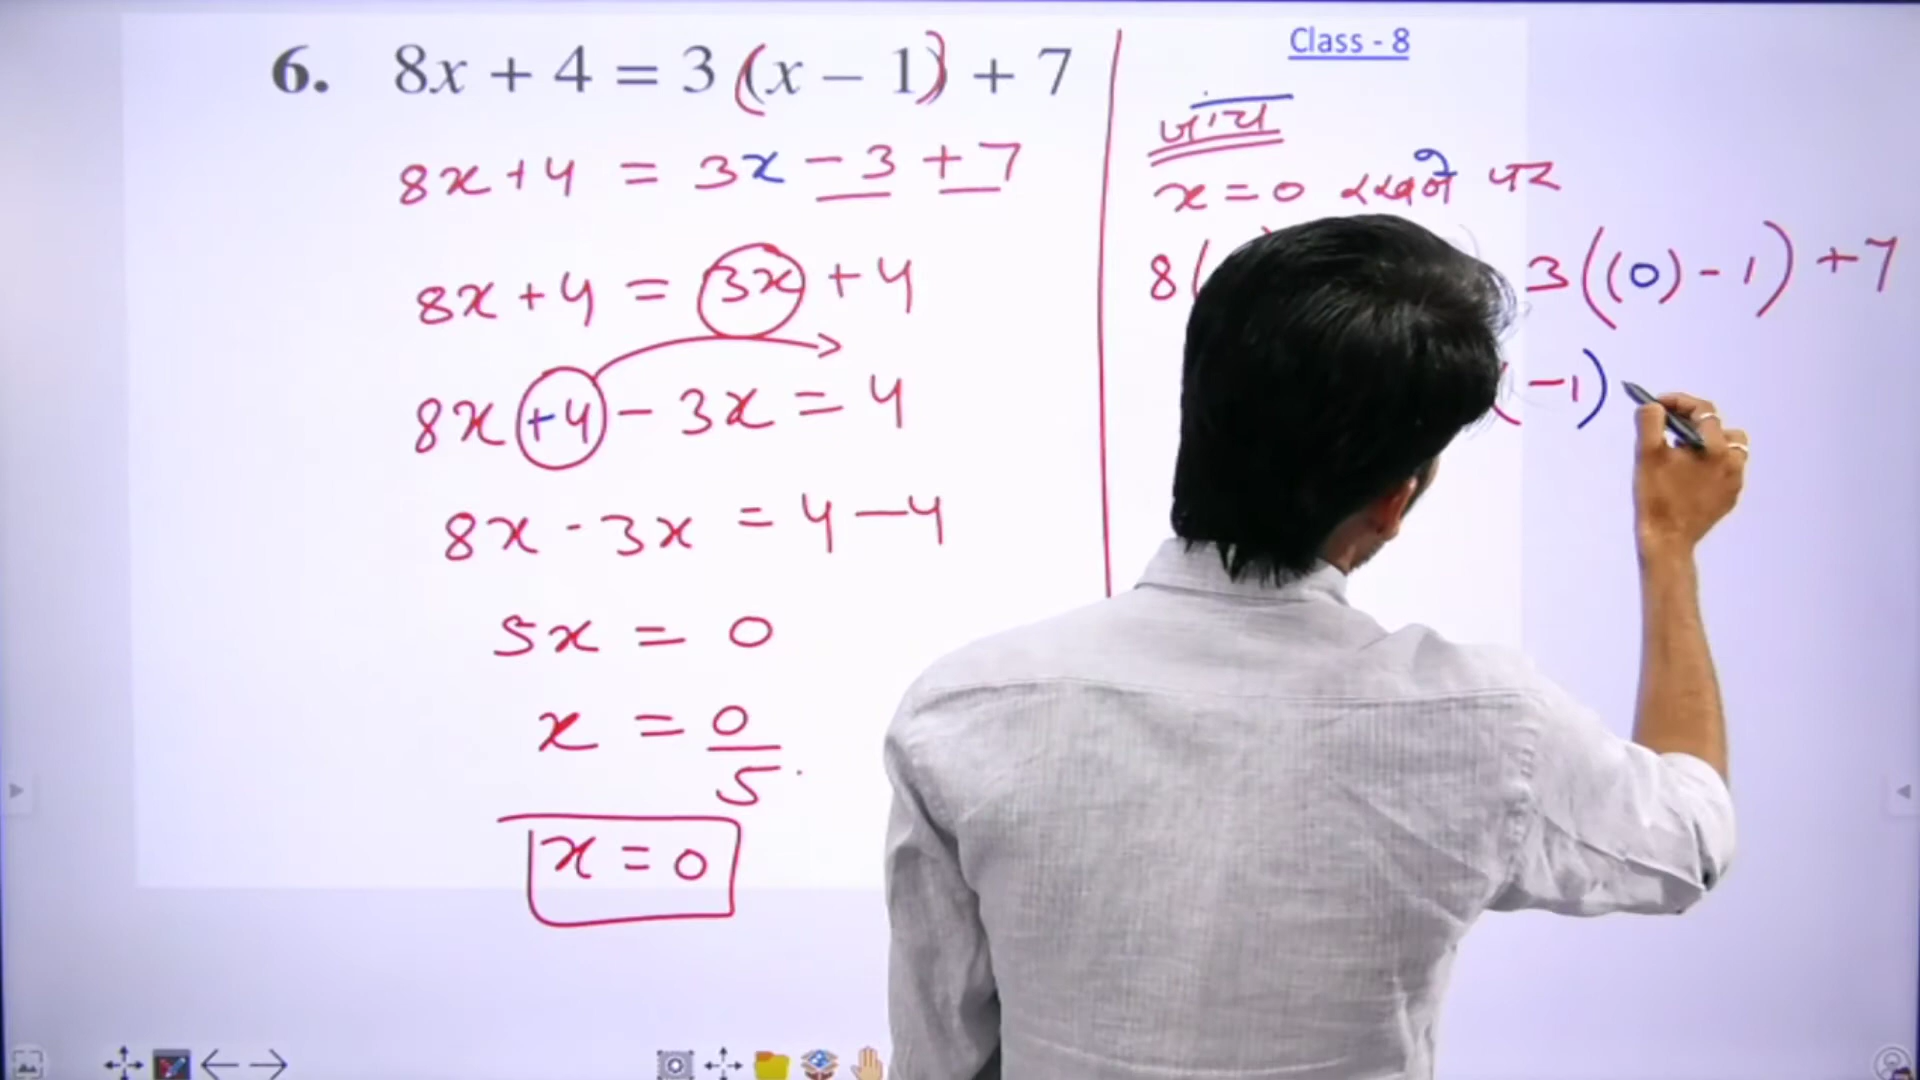 6. 8x + 4 = 3 (x – 1) + 7
8x + 4 = 3x - 3 + 7
8x + 4 = 3x + 4
8x + 4 - 3x = 4
8x - 3x = 4 - 4
5x = 0
x = 0/5
x = 0
Class - 8
जांच
x = 0 रखने पर
8( 3((0) - 1) + 7
(-1)